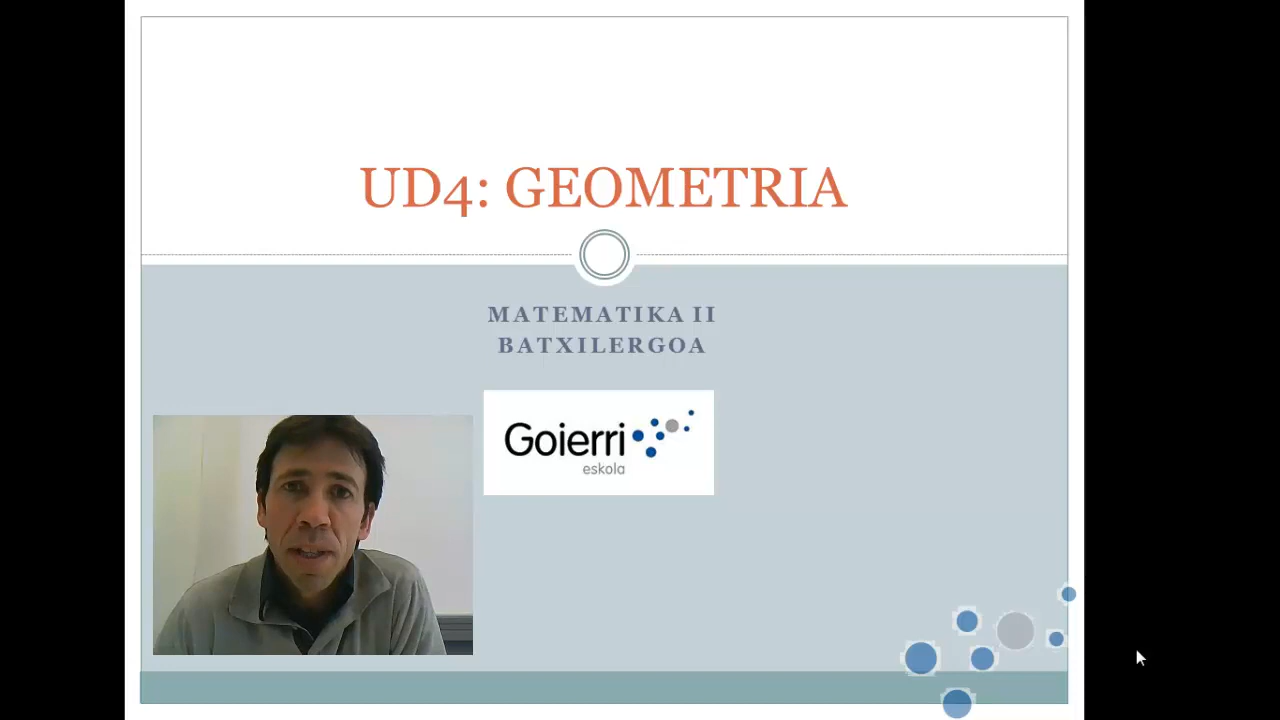 UD4: GEOMETRIA
MATEMATIKA II
BATXILERGOA
Goierri
eskola